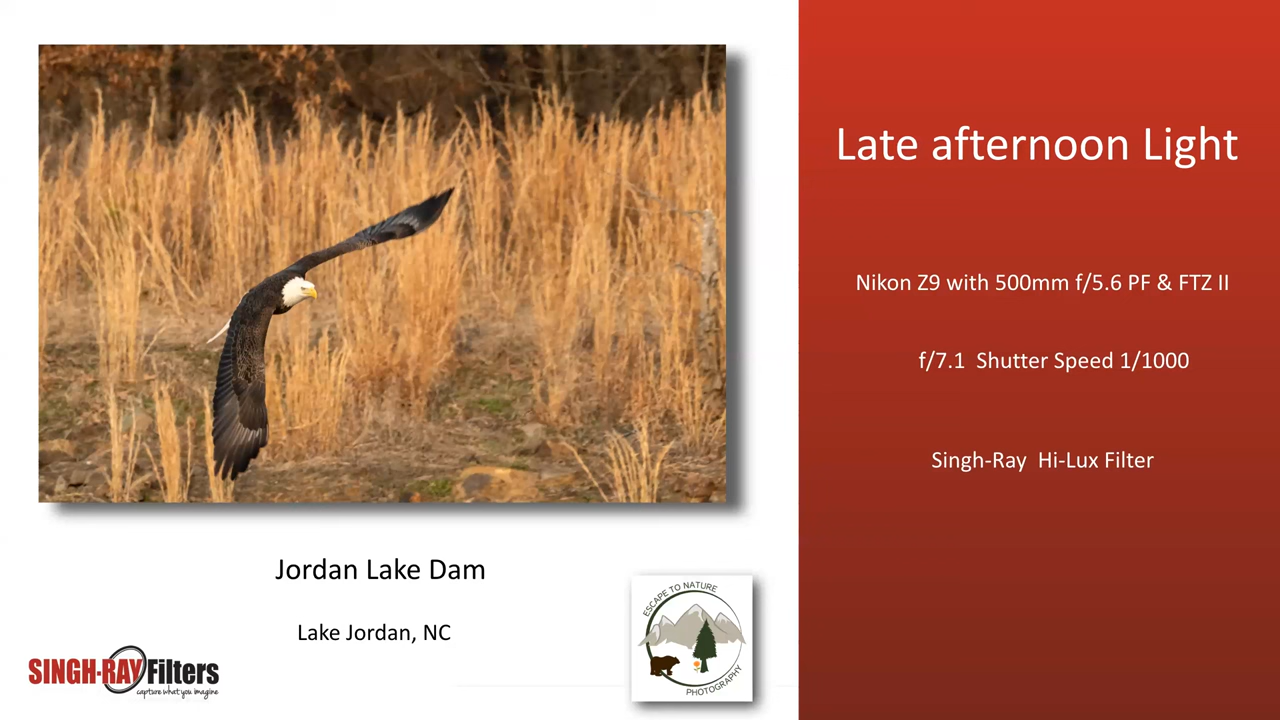 Late afternoon Light
Nikon Z9 with 500mm f/5.6 PF & FTZ II
f/7.1 Shutter Speed 1/1000
Singh-Ray Hi-Lux Filter
Jordan Lake Dam
Lake Jordan, NC
SINGH-RAY Filters
capture what you imagine
ESCAPE TO NATURE
PHOTOGRAPHY